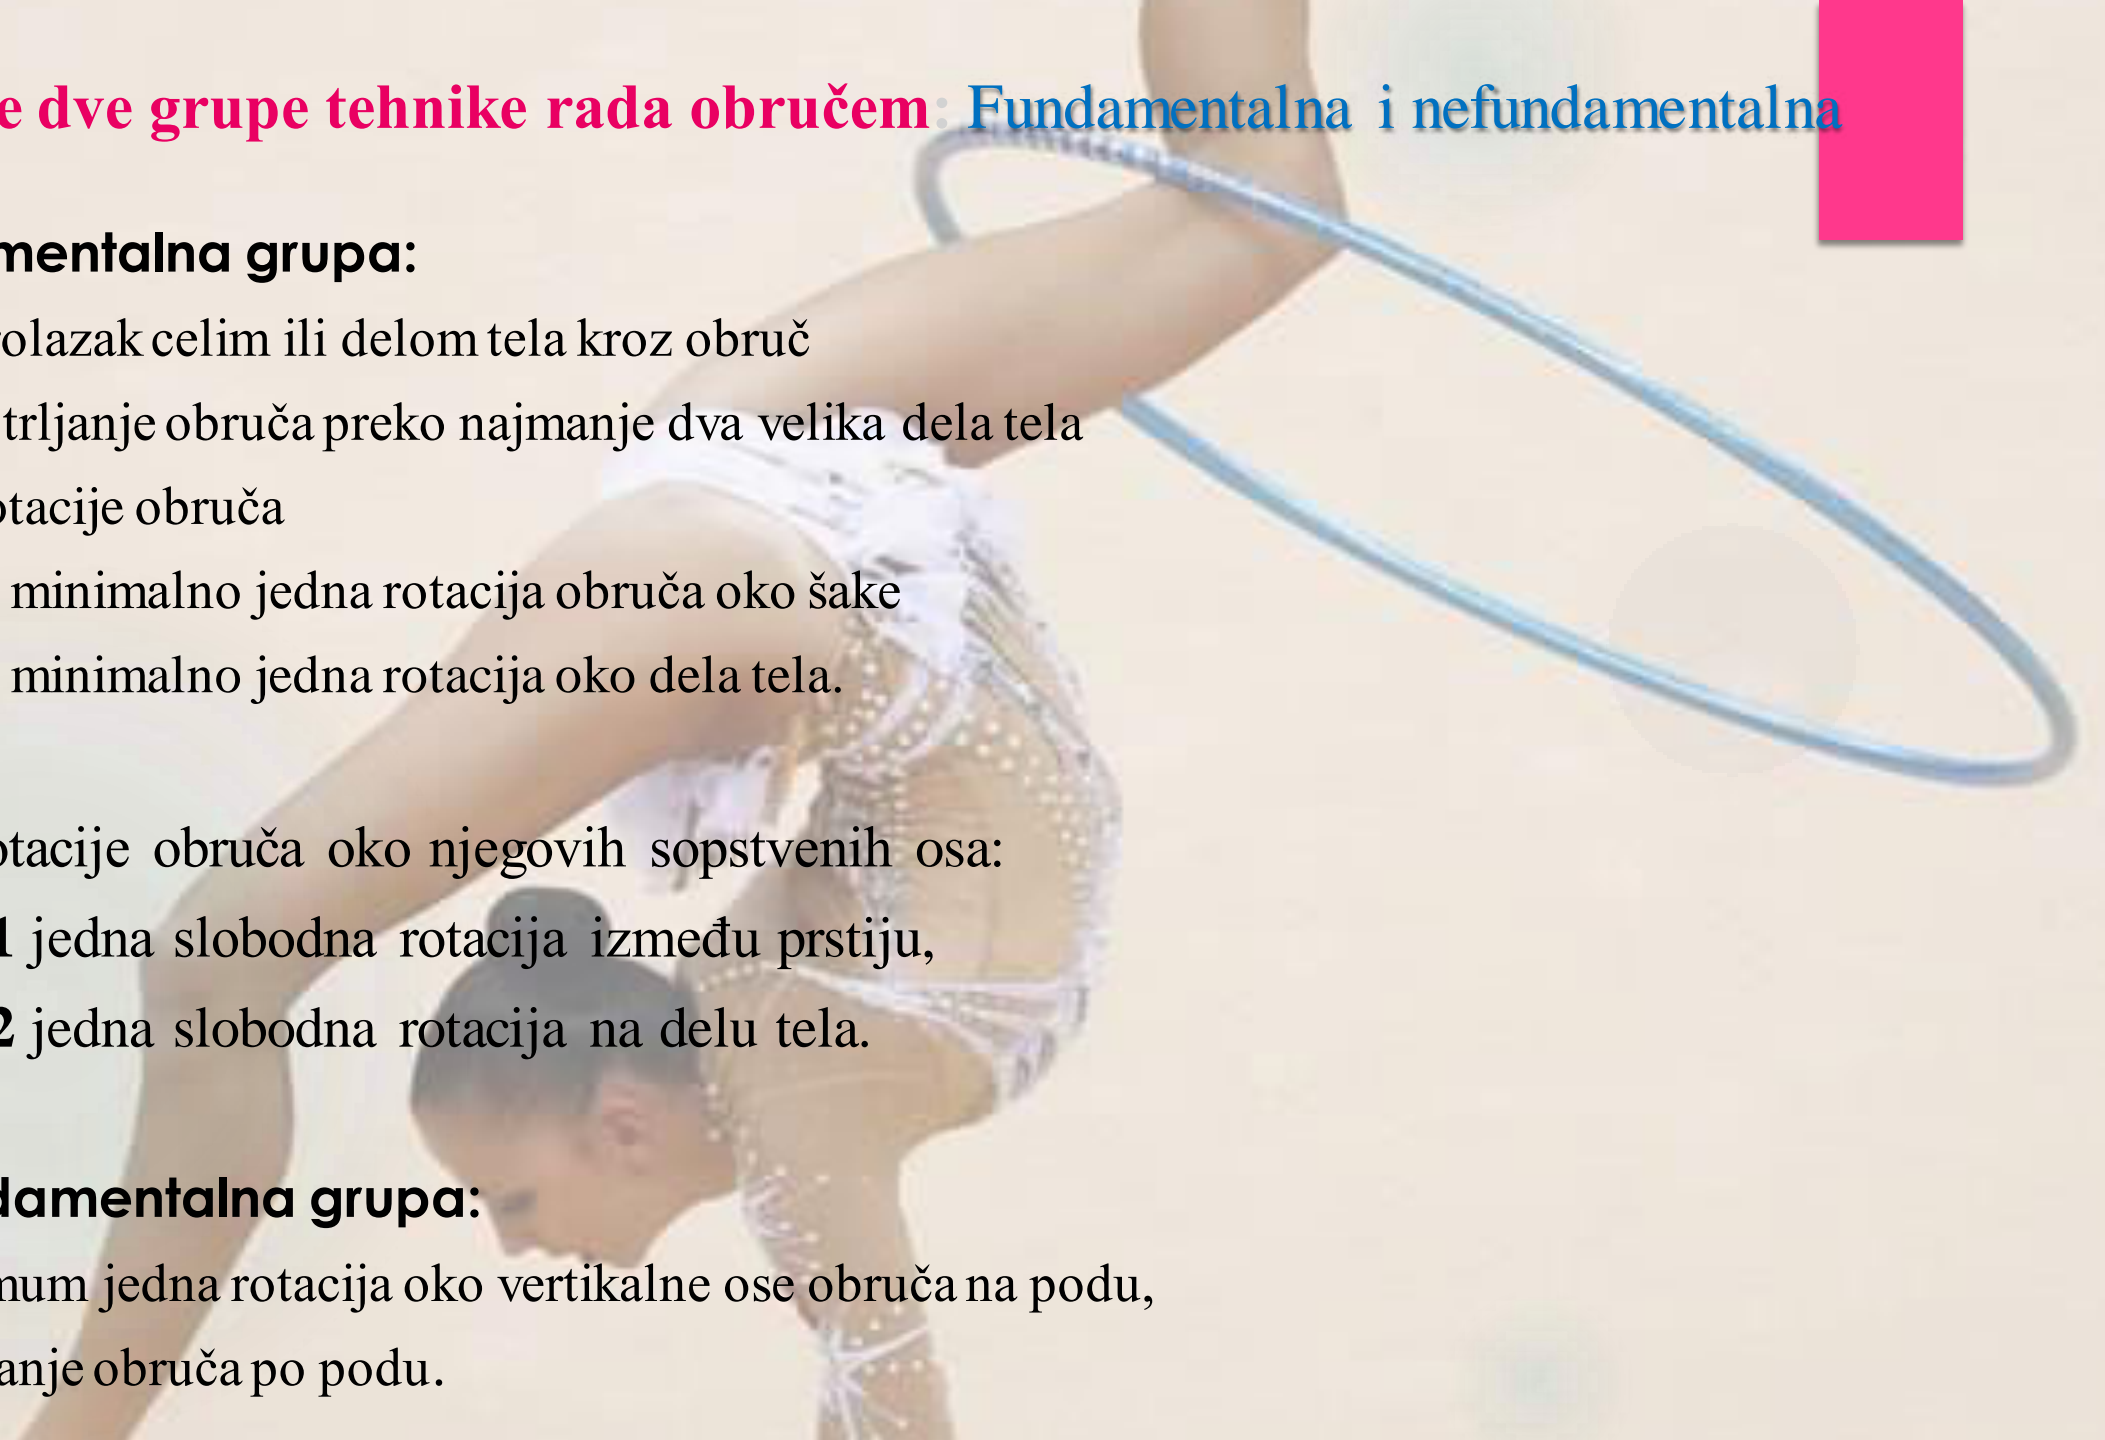 e dve grupe tehnike rada obručem: Fundamentalna i nefundamentalna
mentalna grupa:
olazak celim ili delom tela kroz obruč
trljanje obruča preko najmanje dva velika dela tela
otacije obruča
minimalno jedna rotacija obruča oko šake
minimalno jedna rotacija oko dela tela.
otacije obruča oko njegovih sopstvenih osa:
1 jedna slobodna rotacija između prstiju,
2 jedna slobodna rotacija na delu tela.
damentalna grupa:
mum jedna rotacija oko vertikalne ose obruča na podu,
anje obruča po podu.